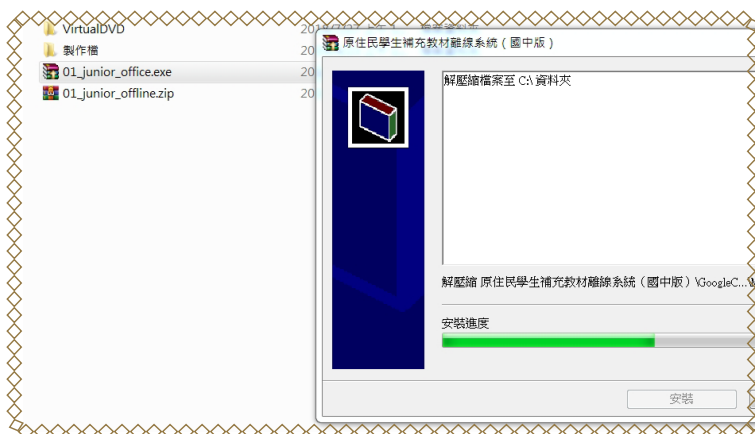 VirtualDVD
製作檔
01_junior_office.exe
01_junior_offline.zip
20
20
原住民學生補充教材離線系統（國中版）
解壓縮檔案至 C:\ 資料夾
解壓縮 原住民學生補充教材離線系統（國中版）\GoogleC...
安裝進度
安裝